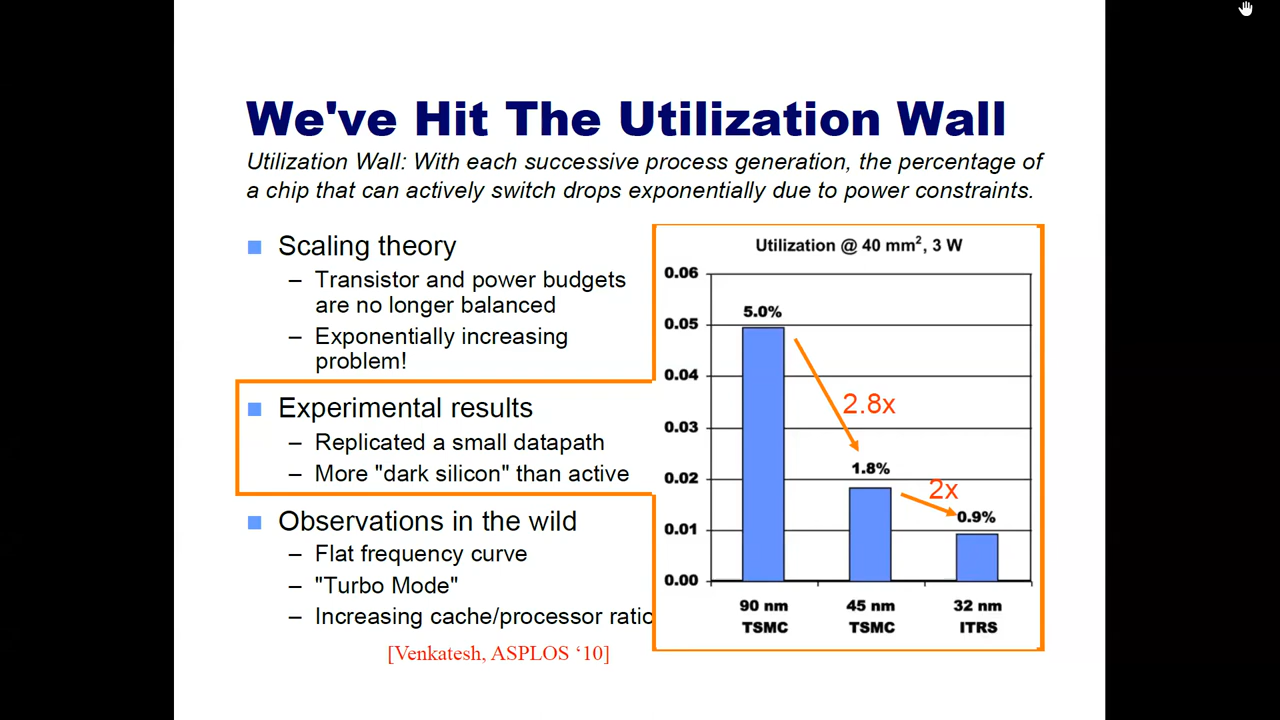 We've Hit The Utilization Wall
Utilization Wall: With each successive process generation, the percentage of
a chip that can actively switch drops exponentially due to power constraints.
Scaling theory
– Transistor and power budgets
are no longer balanced
– Exponentially increasing
problem!
Experimental results
– Replicated a small datapath
– More "dark silicon" than active
Observations in the wild
– Flat frequency curve
– "Turbo Mode"
– Increasing cache/processor ratio
[Venkatesh, ASPLOS ‘10]
Utilization @ 40 mm², 3 W
0.06
0.05
0.04
0.03
0.02
0.01
0.00
5.0%
2.8x
1.8%
2x
0.9%
90 nm 45 nm 32 nm
TSMC TSMC ITRS